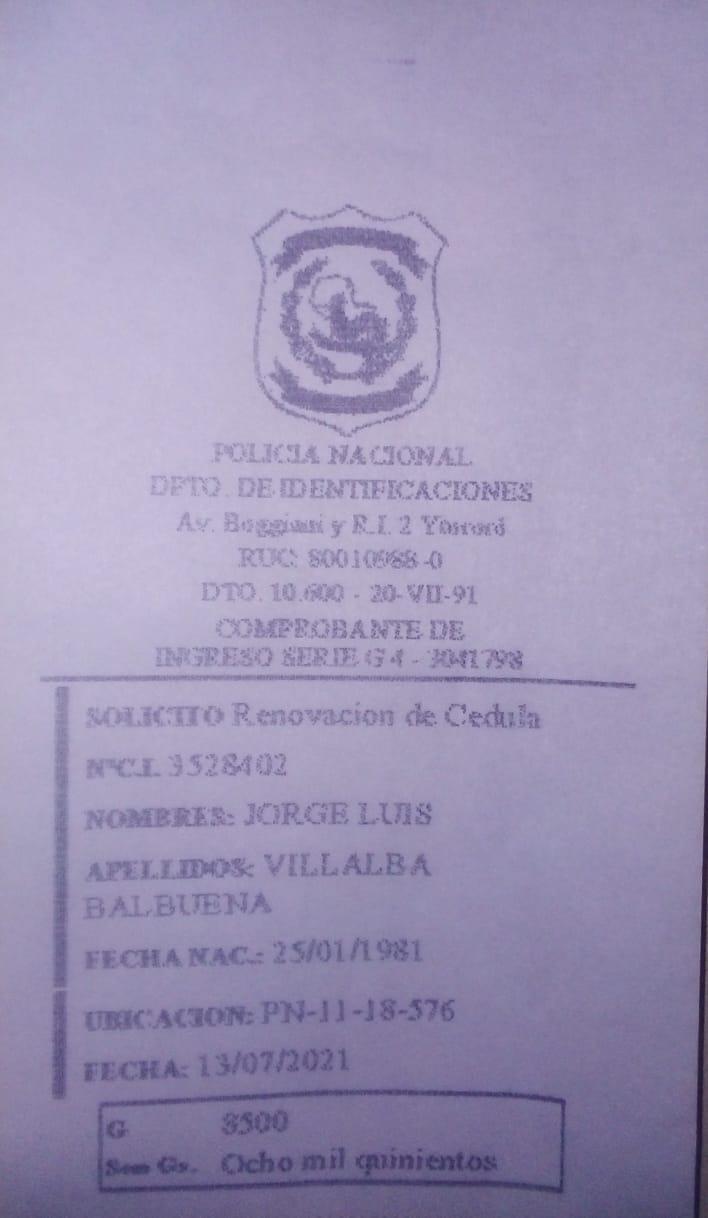 POLICIA NACIONAL
DPTO. DE IDENTIFICACIONES
Av. Boggiani y R.I. 2 Ytororó
RUC: 80010988-0
DTO. 10.600 - 20-VII-91
COMPROBANTE DE
INGRESO SERIE G 4 - 3041798
SOLICITO Renovacion de Cedula
NºC.I. 3528402
NOMBRES: JORGE LUIS
APELLIDOS: VILLALBA
BALBUENA
FECHA NAC.: 25/01/1981
UBICACION: PN-11-18-576
FECHA: 13/07/2021
G 8500
Son Gs. Ocho mil quinientos